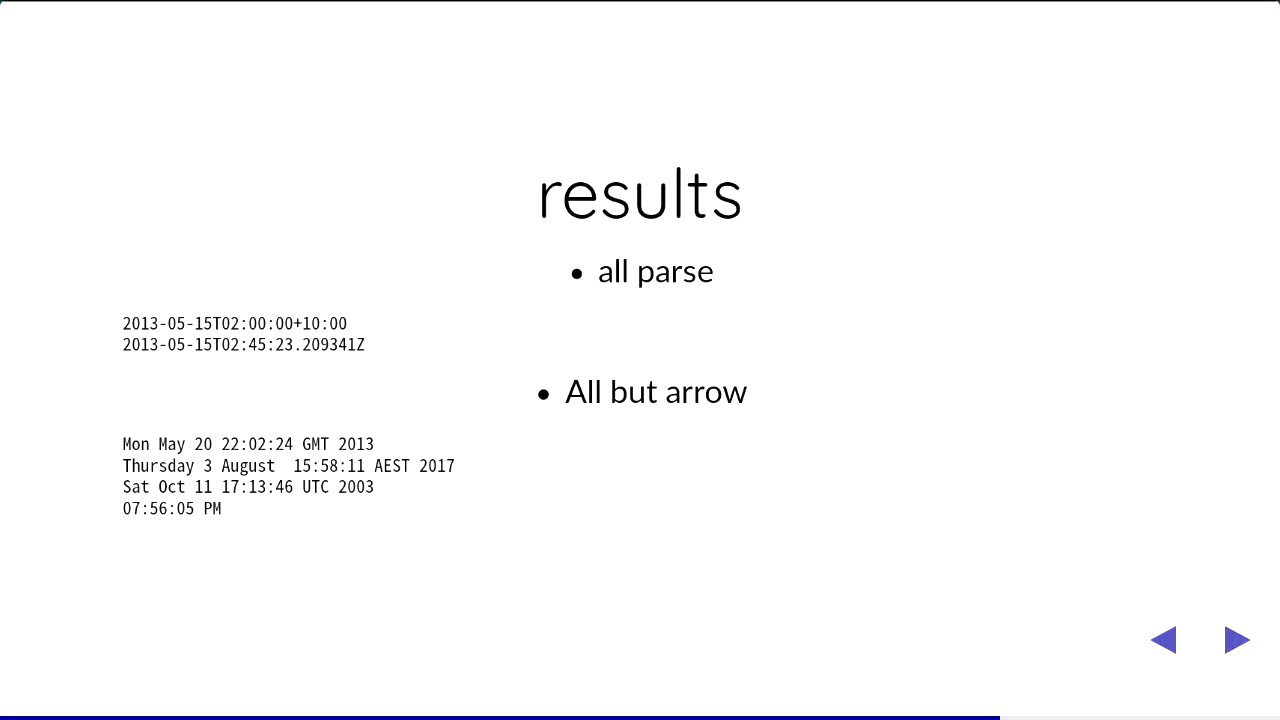 results
• all parse
2013-05-15T02:00:00+10:00
2013-05-15T02:45:23.209341Z
• All but arrow
Mon May 20 22:02:24 GMT 2013
Thursday 3 August  15:58:11 AEST 2017
Sat Oct 11 17:13:46 UTC 2003
07:56:05 PM